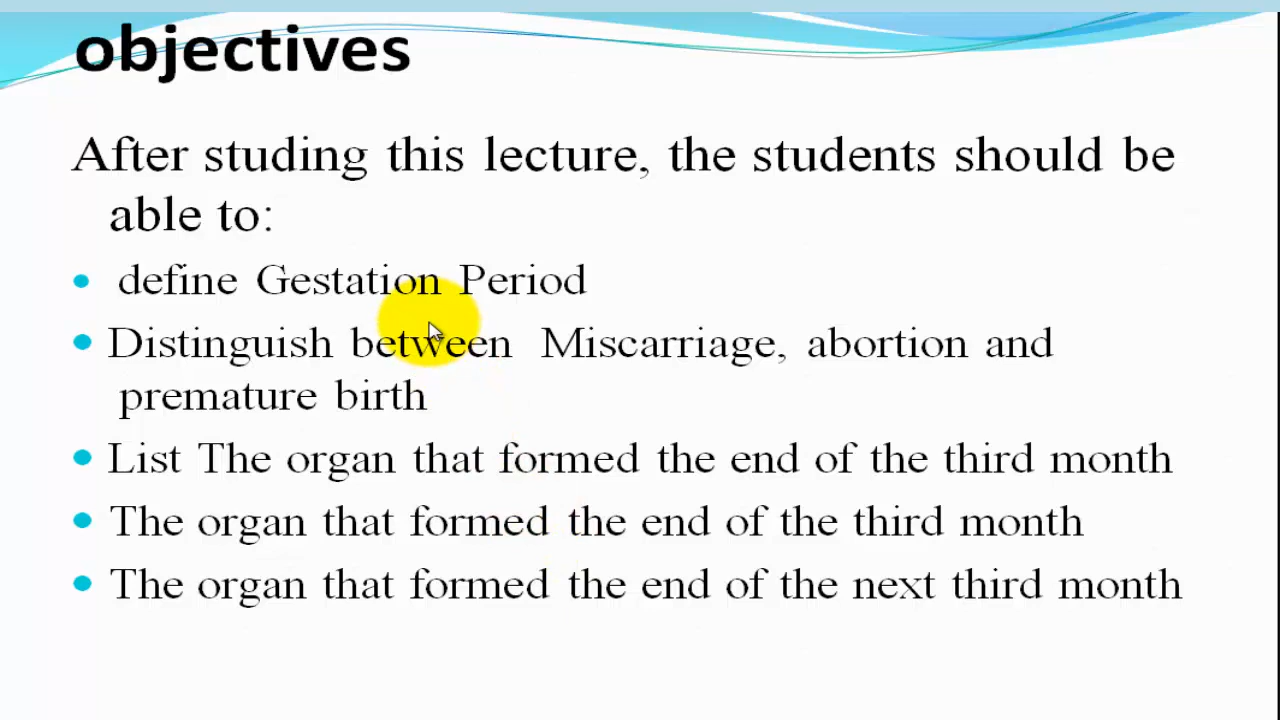 objectives
After studing this lecture, the students should be
able to:
• define Gestation Period
• Distinguish between Miscarriage, abortion and
premature birth
• List The organ that formed the end of the third month
• The organ that formed the end of the third month
• The organ that formed the end of the next third month